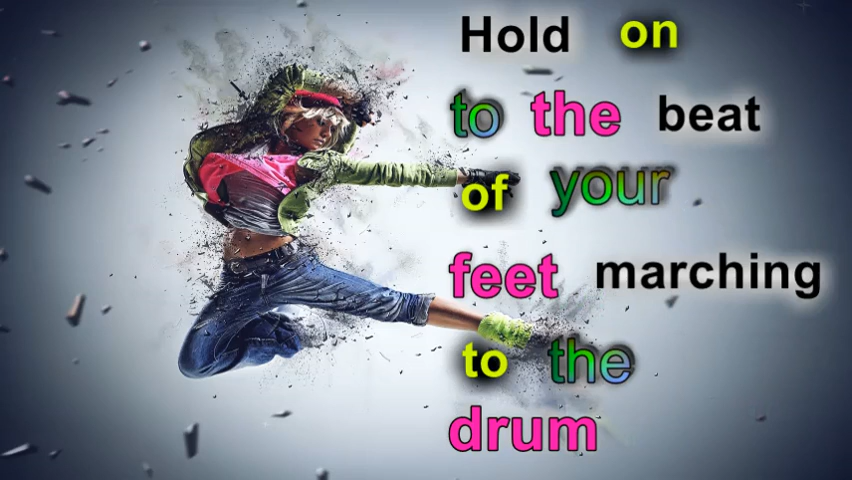 Hold on
to the beat
of your
feet marching
to the
drum